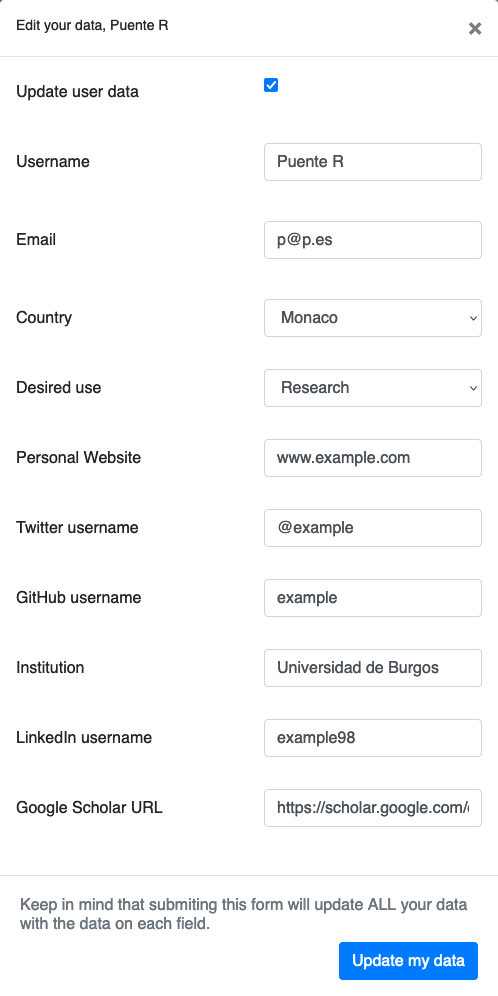 Edit your data, Puente R ×
Update user data
Username Puente R
Email p@p.es
Country Monaco
Desired use Research
Personal Website www.example.com
Twitter username @example
GitHub username example
Institution Universidad de Burgos
LinkedIn username example98
Google Scholar URL https://scholar.google.com/
Keep in mind that submiting this form will update ALL your data
with the data on each field.
Update my data